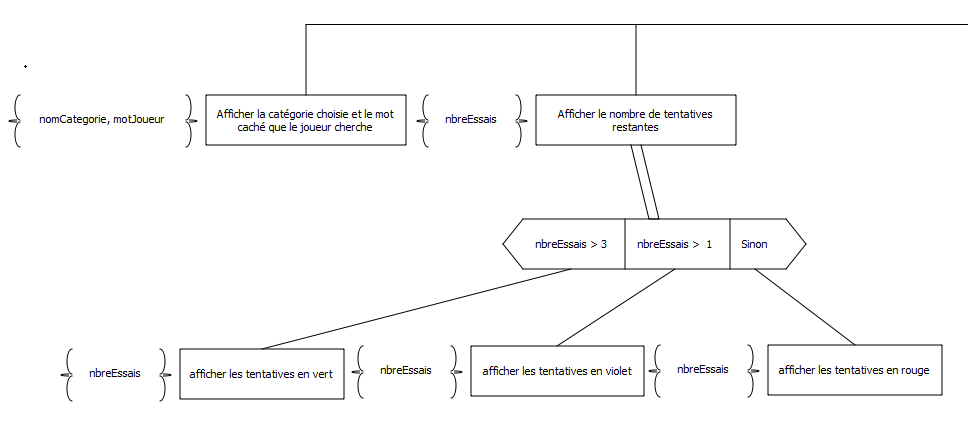 nomCategorie, motJoueur
Afficher la catégorie choisie et le mot
caché que le joueur cherche
nbreEssais
Afficher le nombre de tentatives
restantes
nbreEssais > 3
nbreEssais > 1
Sinon
nbreEssais
afficher les tentatives en vert
nbreEssais
afficher les tentatives en violet
nbreEssais
afficher les tentatives en rouge